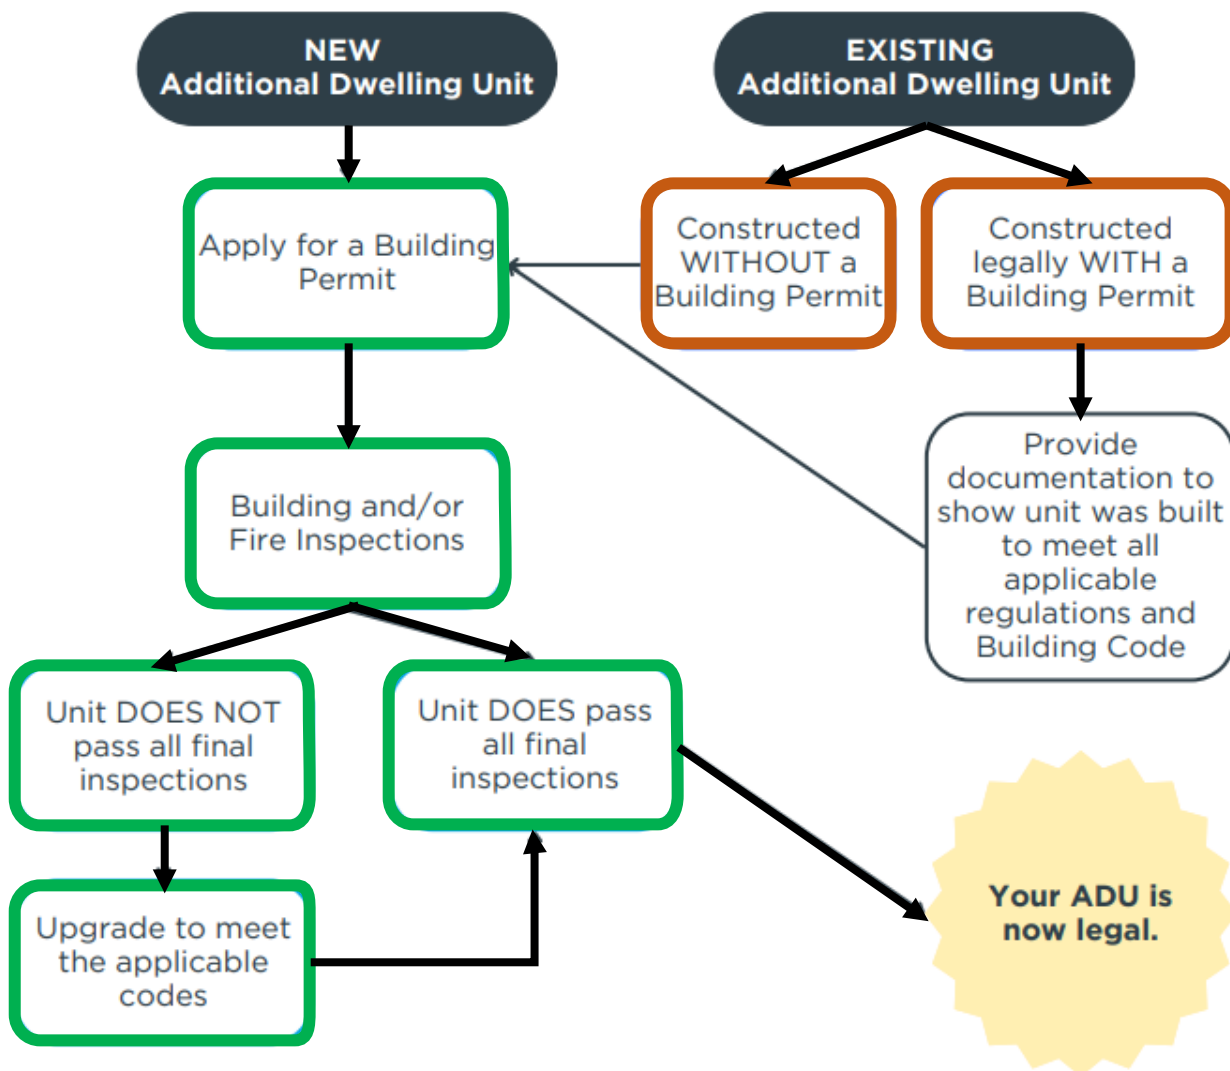 NEW
Additional Dwelling Unit
EXISTING
Additional Dwelling Unit
Apply for a Building
Permit
Constructed
WITHOUT a
Building Permit
Constructed
legally WITH a
Building Permit
Building and/or
Fire Inspections
Provide
documentation to
show unit was built
to meet all
applicable
regulations and
Building Code
Unit DOES NOT
pass all final
inspections
Unit DOES pass
all final
inspections
Upgrade to meet
the applicable
codes
Your ADU is
now legal.